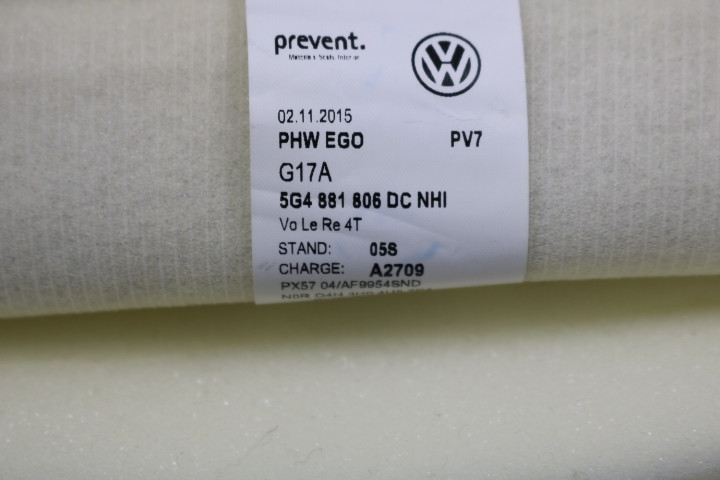 prevent.
02.11.2015
PHW EGO PV7
G17A
5G4 881 806 DC NHI
Vo Le Re 4T
STAND: 05S
CHARGE: A2709
PX57 04/AF9954SND